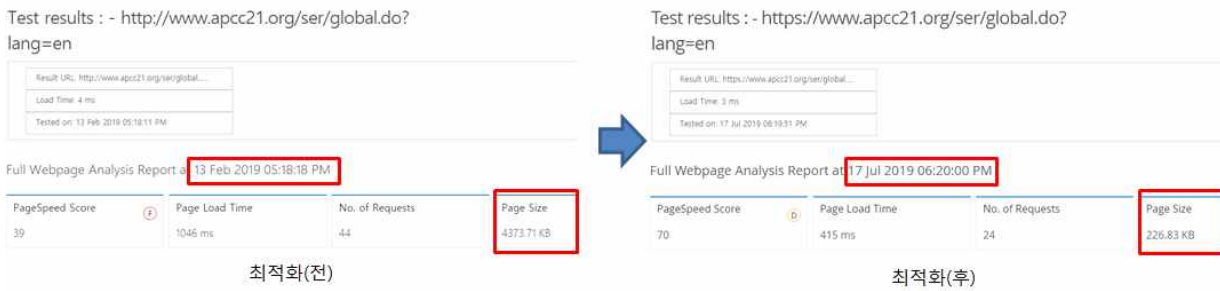 Test results : - http://www.apcc21.org/ser/global.do?
lang=en
Result URL: http://www.apcc21.org/ser/global....
Load Time: 4 ms
Tested on: 13 Feb 2019 05:18:11 PM
Full Webpage Analysis Report a 13 Feb 2019 05:18:18 PM
PageSpeed Score
F
39
Page Load Time
1046 ms
No. of Requests
44
Page Size
4373.71 KB
최적화(전)
Test results : - https://www.apcc21.org/ser/global.do?
lang=en
Result URL: https://www.apcc21.org/ser/global....
Load Time: 3 ms
Tested on: 17 Jul 2019 06:19:51 PM
Full Webpage Analysis Report at 17 Jul 2019 06:20:00 PM
PageSpeed Score
D
70
Page Load Time
415 ms
No. of Requests
24
Page Size
226.83 KB
최적화(후)